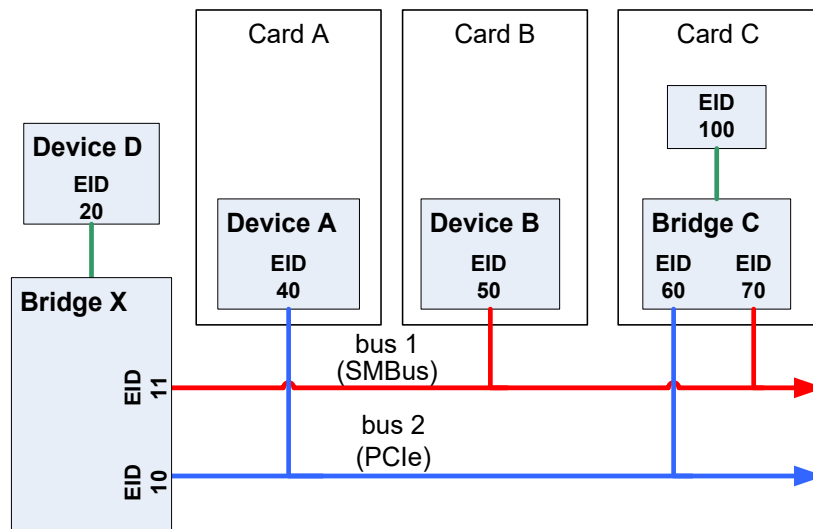 Card A
Card B
Card C
EID
100
Device D
EID
20
Device A
EID
40
Device B
EID
50
Bridge C
EID
60
EID
70
Bridge X
bus 1
(SMBus)
EID
11
bus 2
(PCIe)
EID
10